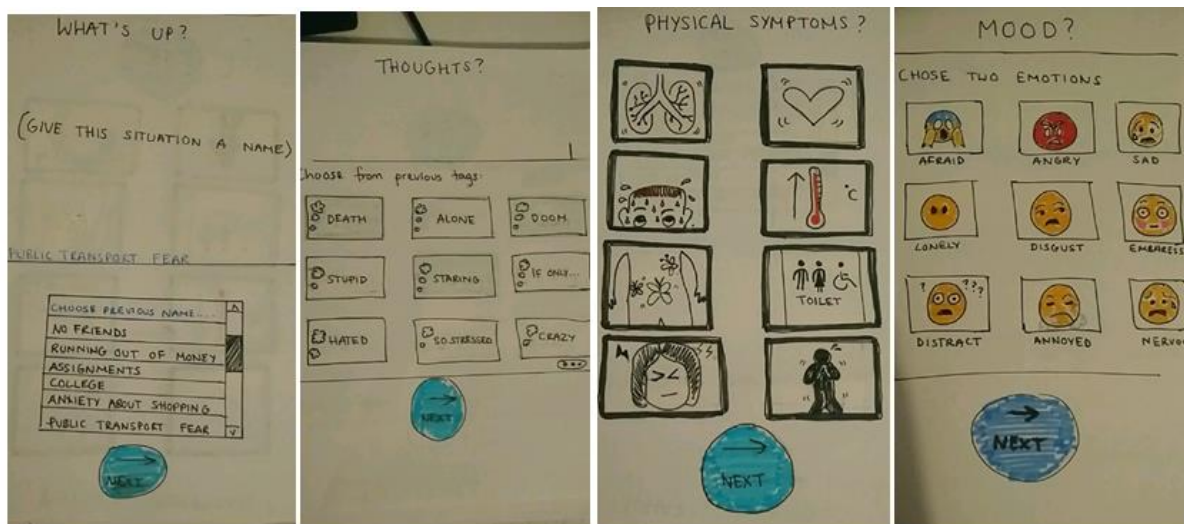 WHAT'S UP?
(GIVE THIS SITUATION A NAME)
PUBLIC TRANSPORT FEAR
CHOOSE PREVIOUS NAME....
NO FRIENDS
RUNNING OUT OF MONEY
ASSIGNMENTS
COLLEGE
ANXIETY ABOUT SHOPPING
PUBLIC TRANSPORT FEAR
NEXT
THOUGHTS?
Choose from previous tags:
DEATH
ALONE
DOOM
STUPID
STARING
IF ONLY...
HATED
SO STRESSED
CRAZY
NEXT
PHYSICAL SYMPTOMS?
°C
TOILET
NEXT
MOOD?
CHOSE TWO EMOTIONS
AFRAID
ANGRY
SAD
LONELY
DISGUST
EMBARESS
? ???
DISTRACT
ANNOYED
NERVO
NEXT